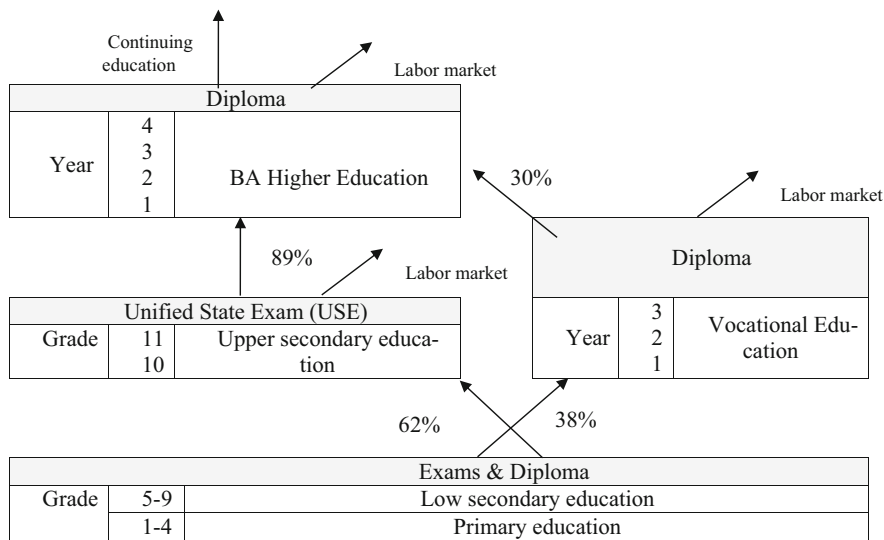 Continuing
education
Labor market
Diploma
4
3
Year 2 BA Higher Education
1
30%
Labor market
89%
Labor market
Diploma
Unified State Exam (USE)
Grade 11 Upper secondary educa-
10 tion
3
Year 2 Vocational Edu-
1 cation
62% 38%
Exams & Diploma
Grade 5-9 Low secondary education
1-4 Primary education